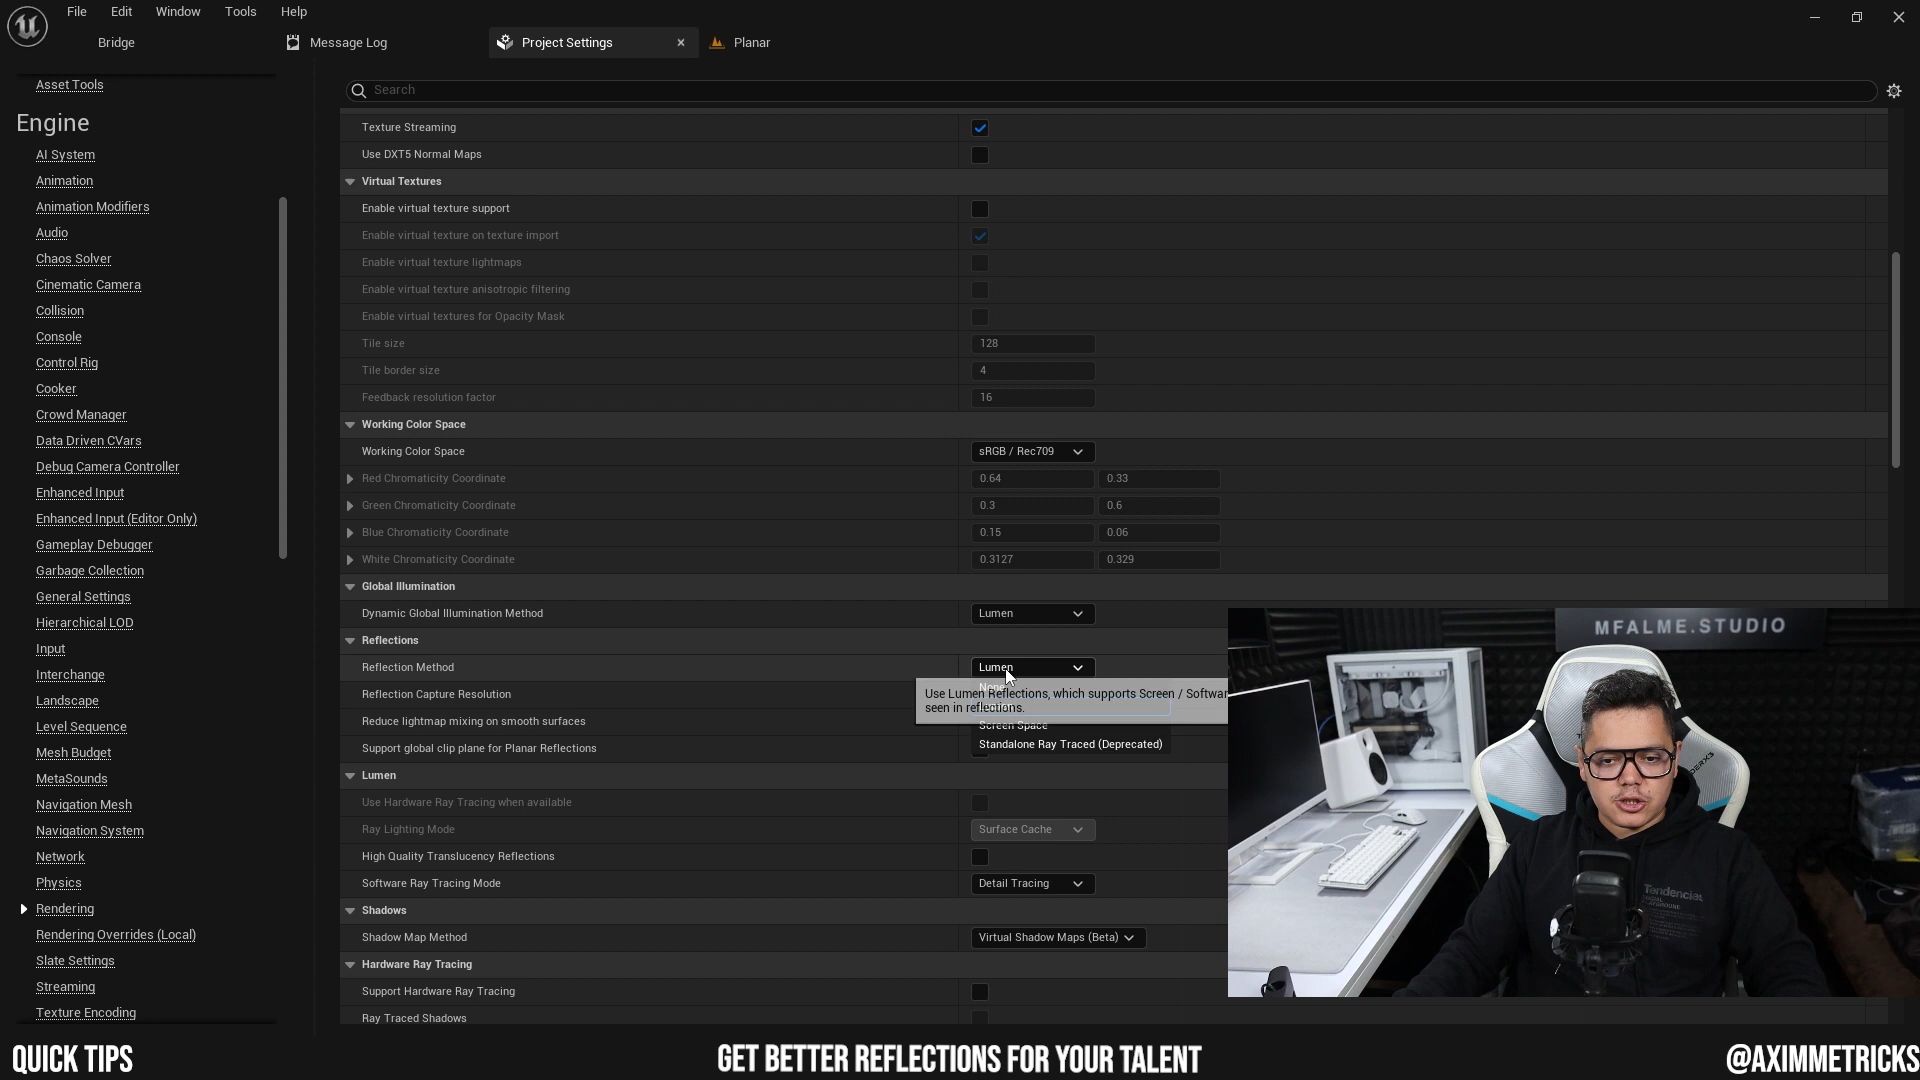 File Edit Window Tools Help
Bridge
Message Log
Project Settings
Planar
Asset Tools
Engine
AI System
Animation
Animation Modifiers
Audio
Chaos Solver
Cinematic Camera
Collision
Console
Control Rig
Cooker
Crowd Manager
Data Driven CVars
Debug Camera Controller
Enhanced Input
Enhanced Input (Editor Only)
Gameplay Debugger
Garbage Collection
General Settings
Hierarchical LOD
Input
Interchange
Landscape
Level Sequence
Mesh Budget
MetaSounds
Navigation Mesh
Navigation System
Network
Physics
Rendering
Rendering Overrides (Local)
Slate Settings
Streaming
Texture Encoding
Search
Texture Streaming
Use DXT5 Normal Maps
Virtual Textures
Enable virtual texture support
Enable virtual texture on texture import
Enable virtual texture lightmaps
Enable virtual texture anisotropic filtering
Enable virtual textures for Opacity Mask
Tile size 128
Tile border size 4
Feedback resolution factor 16
Working Color Space
Working Color Space sRGB / Rec709
Red Chromaticity Coordinate 0.64 0.33
Green Chromaticity Coordinate 0.3 0.6
Blue Chromaticity Coordinate 0.15 0.06
White Chromaticity Coordinate 0.3127 0.329
Global Illumination
Dynamic Global Illumination Method Lumen
Reflections
Reflection Method Lumen
Reflection Capture Resolution
Use Lumen Reflections, which supports Screen / Softwar
seen in reflections.
Reduce lightmap mixing on smooth surfaces
Screen Space
Support global clip plane for Planar Reflections
Standalone Ray Traced (Deprecated)
Lumen
Use Hardware Ray Tracing when available
Ray Lighting Mode Surface Cache
High Quality Translucency Reflections
Software Ray Tracing Mode Detail Tracing
Shadows
Shadow Map Method Virtual Shadow Maps (Beta)
Hardware Ray Tracing
Support Hardware Ray Tracing
Ray Traced Shadows
MFALME.STUDIO
Tendencias
QUICK TIPS
GET BETTER REFLECTIONS FOR YOUR TALENT
@AXIMMETRICKS